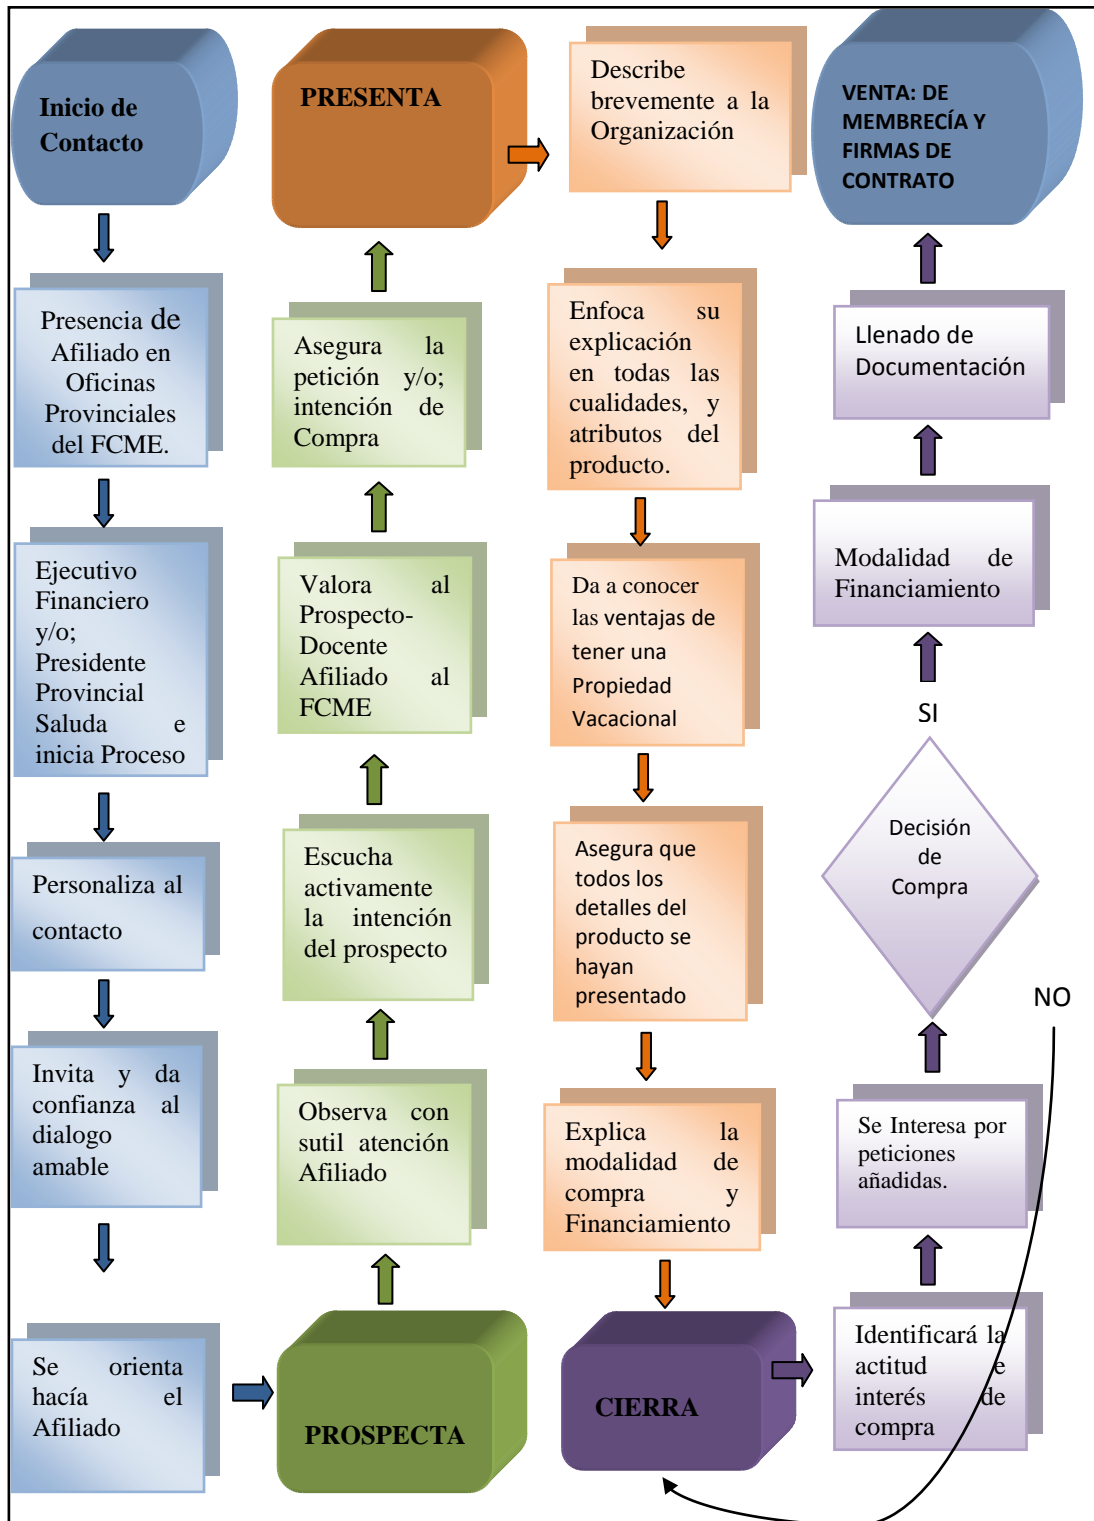 Inicio de
Contacto
Presencia de
Afiliado en
Oficinas
Provinciales
del FCME.
Ejecutivo
Financiero
y/o;
Presidente
Provincial
Saluda e
inicia Proceso
Personaliza al
contacto
Invita y da
confianza al
dialogo
amable
Se orienta
hacía el
Afiliado
PROSPECTA
Observa con
sutil atención
Afiliado
Escucha
activamente
la intención
del prospecto
Valora al
Prospecto-
Docente
Afiliado al
FCME
Asegura la
petición y/o;
intención de
Compra
PRESENTA
Describe
brevemente a la
Organización
Enfoca su
explicación
en todas las
cualidades, y
atributos del
producto.
Da a conocer
las ventajas de
tener una
Propiedad
Vacacional
Asegura que
todos los
detalles del
producto se
hayan
presentado
Explica la
modalidad de
compra y
Financiamiento
CIERRA
Identificará la
actitud e
interés de
compra
Se Interesa por
peticiones
añadidas.
Decisión
de
Compra
NO
SI
Modalidad de
Financiamiento
Llenado de
Documentación
VENTA: DE
MEMBRECÍA Y
FIRMAS DE
CONTRATO